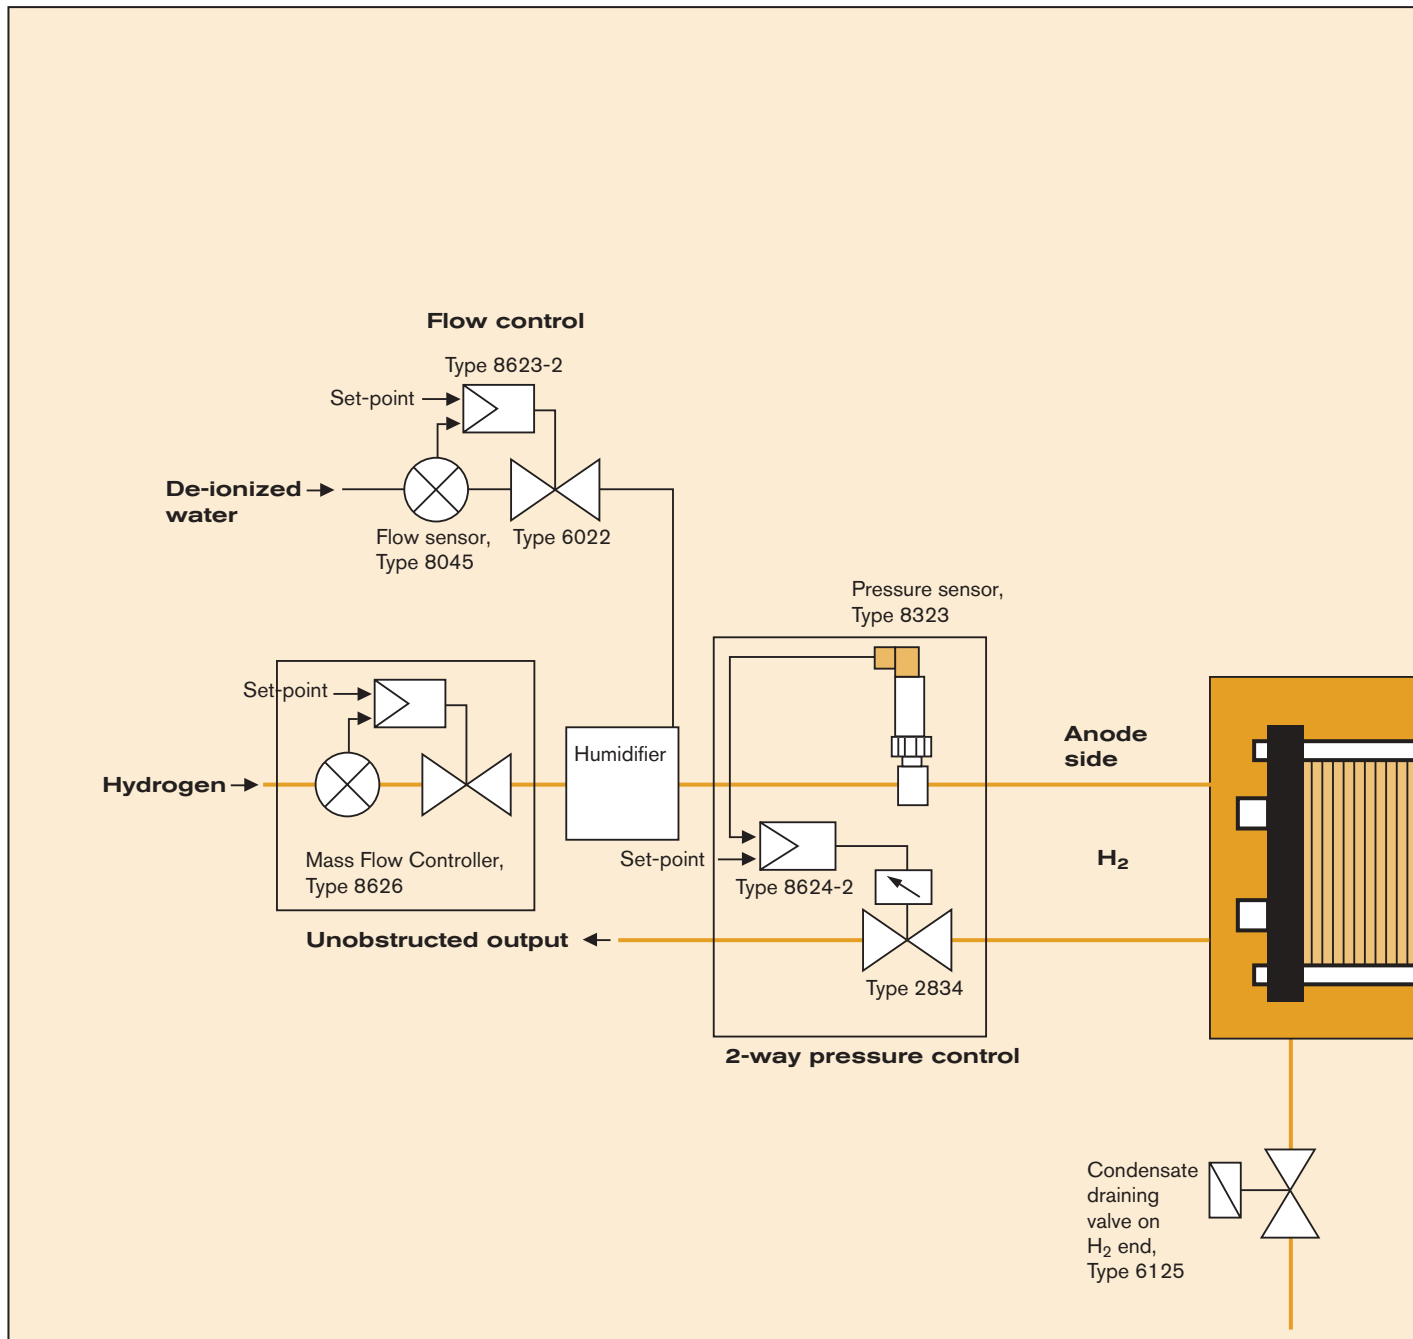 Flow control
Type 8623-2
Set-point
De-ionized
water
Flow sensor,
Type 8045
Type 6022
Pressure sensor,
Type 8323
Set-point
Humidifier
Anode
side
Hydrogen
Mass Flow Controller,
Type 8626
Set-point
Type 8624-2
H₂
Unobstructed output
Type 2834
2-way pressure control
Condensate
draining
valve on
H₂ end,
Type 6125